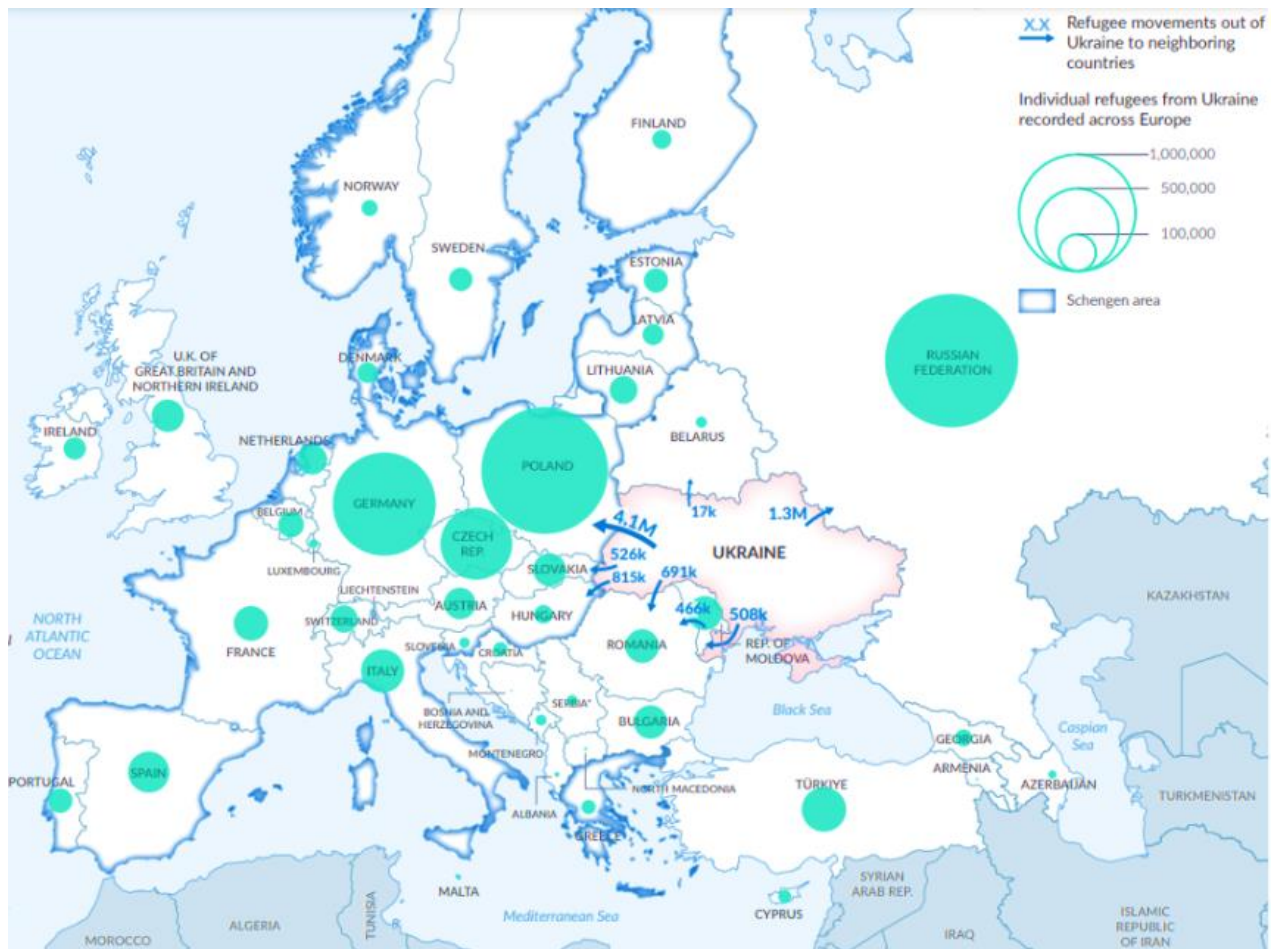 X.X Refugee movements out of
Ukraine to neighboring
countries
Individual refugees from Ukraine
recorded across Europe
1,000,000
500,000
100,000
Schengen area
FINLAND
NORWAY
SWEDEN
ESTONIA
LATVIA
DENMARK
LITHUANIA
RUSSIAN
FEDERATION
U.K. OF
GREAT BRITAIN AND
NORTHERN IRELAND
IRELAND
NETHERLANDS
BELARUS
POLAND
GERMANY
BELGIUM
CZECH
REP.
17k
1.3M
4.1M
UKRAINE
526k
815k
691k
466k
508k
LUXEMBOURG
SLOVAKIA
LIECHTENSTEIN
AUSTRIA
HUNGARY
SWITZERLAND
KAZAKHSTAN
NORTH
ATLANTIC
OCEAN
FRANCE
SLOVENIA
CROATIA
ROMANIA
REP. OF
MOLDOVA
ITALY
SERBIA*
BOSNIA AND
HERZEGOVINA
BULGARIA
Black Sea
Caspian
Sea
GEORGIA
MONTENEGRO
ARMENIA
AZERBAIJAN
PORTUGAL
SPAIN
NORTH MACEDONIA
TÜRKIYE
TURKMENISTAN
ALBANIA
GREECE
MALTA
SYRIAN
ARAB REP.
CYPRUS
Mediterranean Sea
ALGERIA
TUNISIA
MOROCCO
IRAQ
ISLAMIC
REPUBLIC
OF IRAN